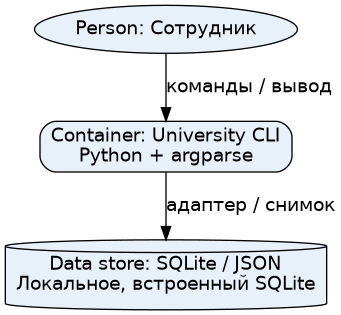 Person: Сотрудник
команды / вывод
Container: University CLI
Python + argparse
адаптер / снимок
Data store: SQLite / JSON
Локальное, встроенный SQLite